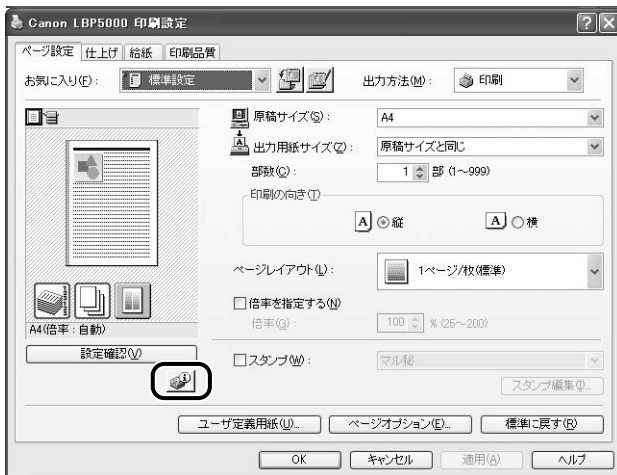 Canon LBP5000 印刷設定
ページ設定 仕上げ 給紙 印刷品質
お気に入り(F)： 標準設定 出力方法(M)： 印刷
原稿サイズ(S)： A4
出力用紙サイズ(Z)： 原稿サイズと同じ
部数(C)： 1 部 (1～999)
印刷の向き(T)
A 縦 A 横
ページレイアウト(L)： 1ページ/枚(標準)
倍率を指定する(N)
A4(倍率：自動) 倍率(G)： 100 % (25～200)
設定確認(V) スタンプ(W)： マル秘
スタンプ編集(I)...
ユーザ定義用紙(U)... ページオプション(E)... 標準に戻す(R)
OK キャンセル 適用(A) ヘルプ